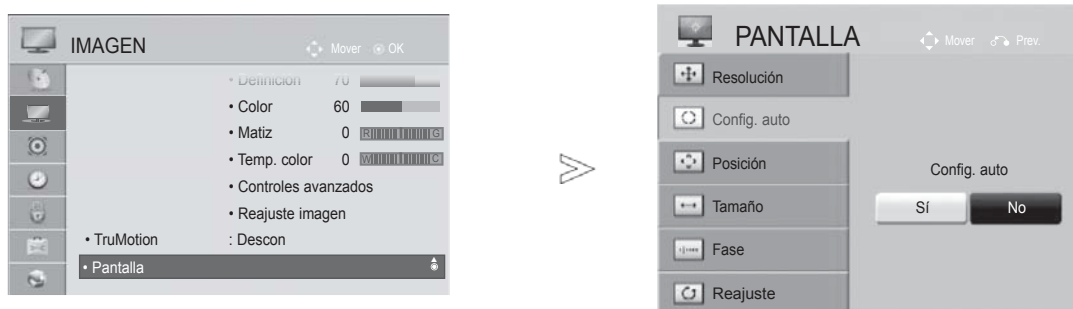 IMAGEN Mover OK
• Definición 70
• Color 60
• Matiz 0 R G
• Temp. color 0 W C
• Controles avanzados
• Reajuste imagen
• TruMotion : Descon
• Pantalla
PANTALLA Mover Prev.
Resolución
Config. auto
Posición
Tamaño
Fase
Reajuste
Config. auto
Sí No